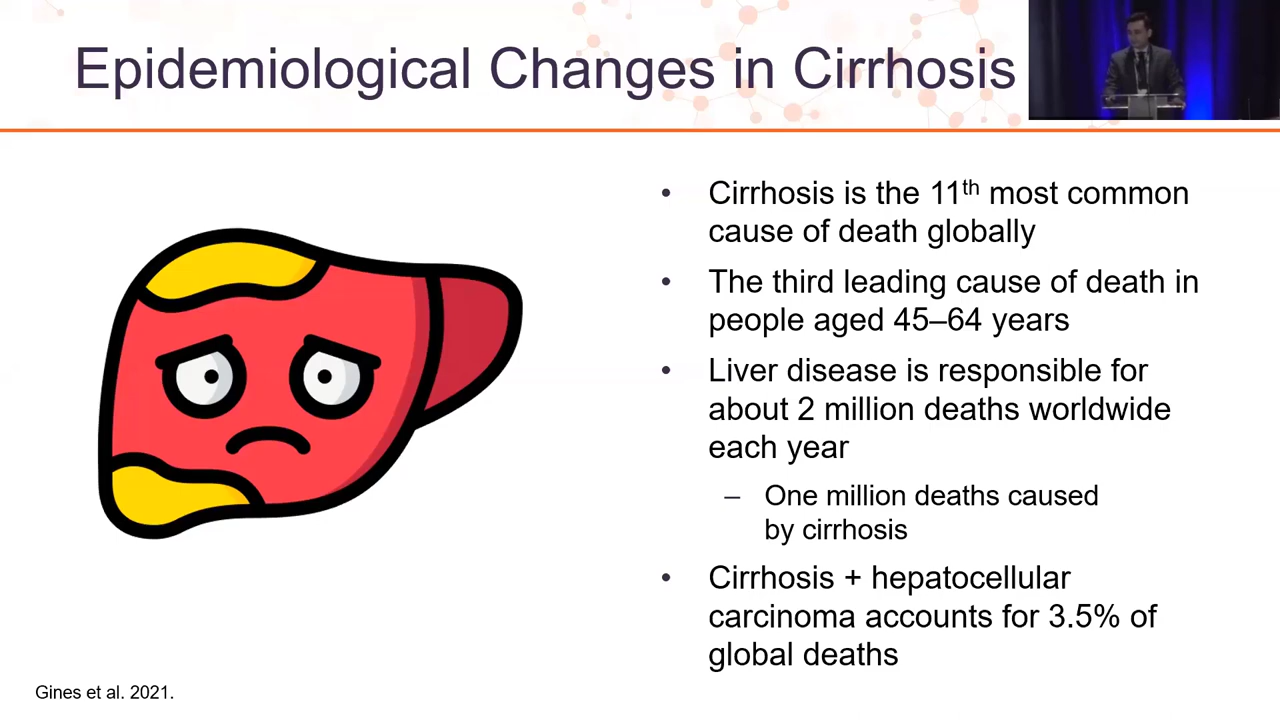 Epidemiological Changes in Cirrhosis
• Cirrhosis is the 11th most common
cause of death globally
• The third leading cause of death in
people aged 45–64 years
• Liver disease is responsible for
about 2 million deaths worldwide
each year
– One million deaths caused
by cirrhosis
• Cirrhosis + hepatocellular
carcinoma accounts for 3.5% of
global deaths
Gines et al. 2021.